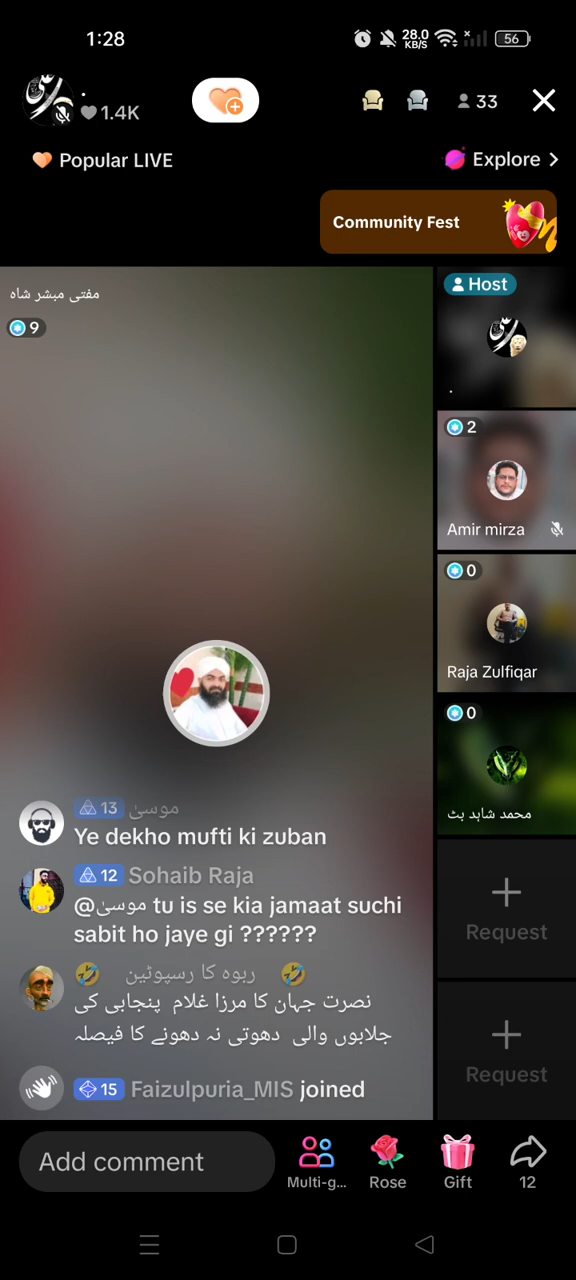 1:28
28.0
KB/S
56
.
1.4K
33
Popular LIVE
Explore
Community Fest
مفتی مبشر شاہ
9
Host
.
2
Amir mirza
0
Raja Zulfiqar
0
محمد شاہد بٹ
Request
Request
13 موسیٰ
Ye dekho mufti ki zuban
12 Sohaib Raja
@موسیٰ tu is se kia jamaat suchi
sabit ho jaye gi ??????
🤣 ربوہ کا رسپوٹین 🤣
نصرت جہان کا مرزا غلام پنجابی کی
جلابوں والی دھوتی نہ دھونے کا فیصلہ
15 Faizulpuria_MIS joined
Add comment
Multi-g...
Rose
Gift
12